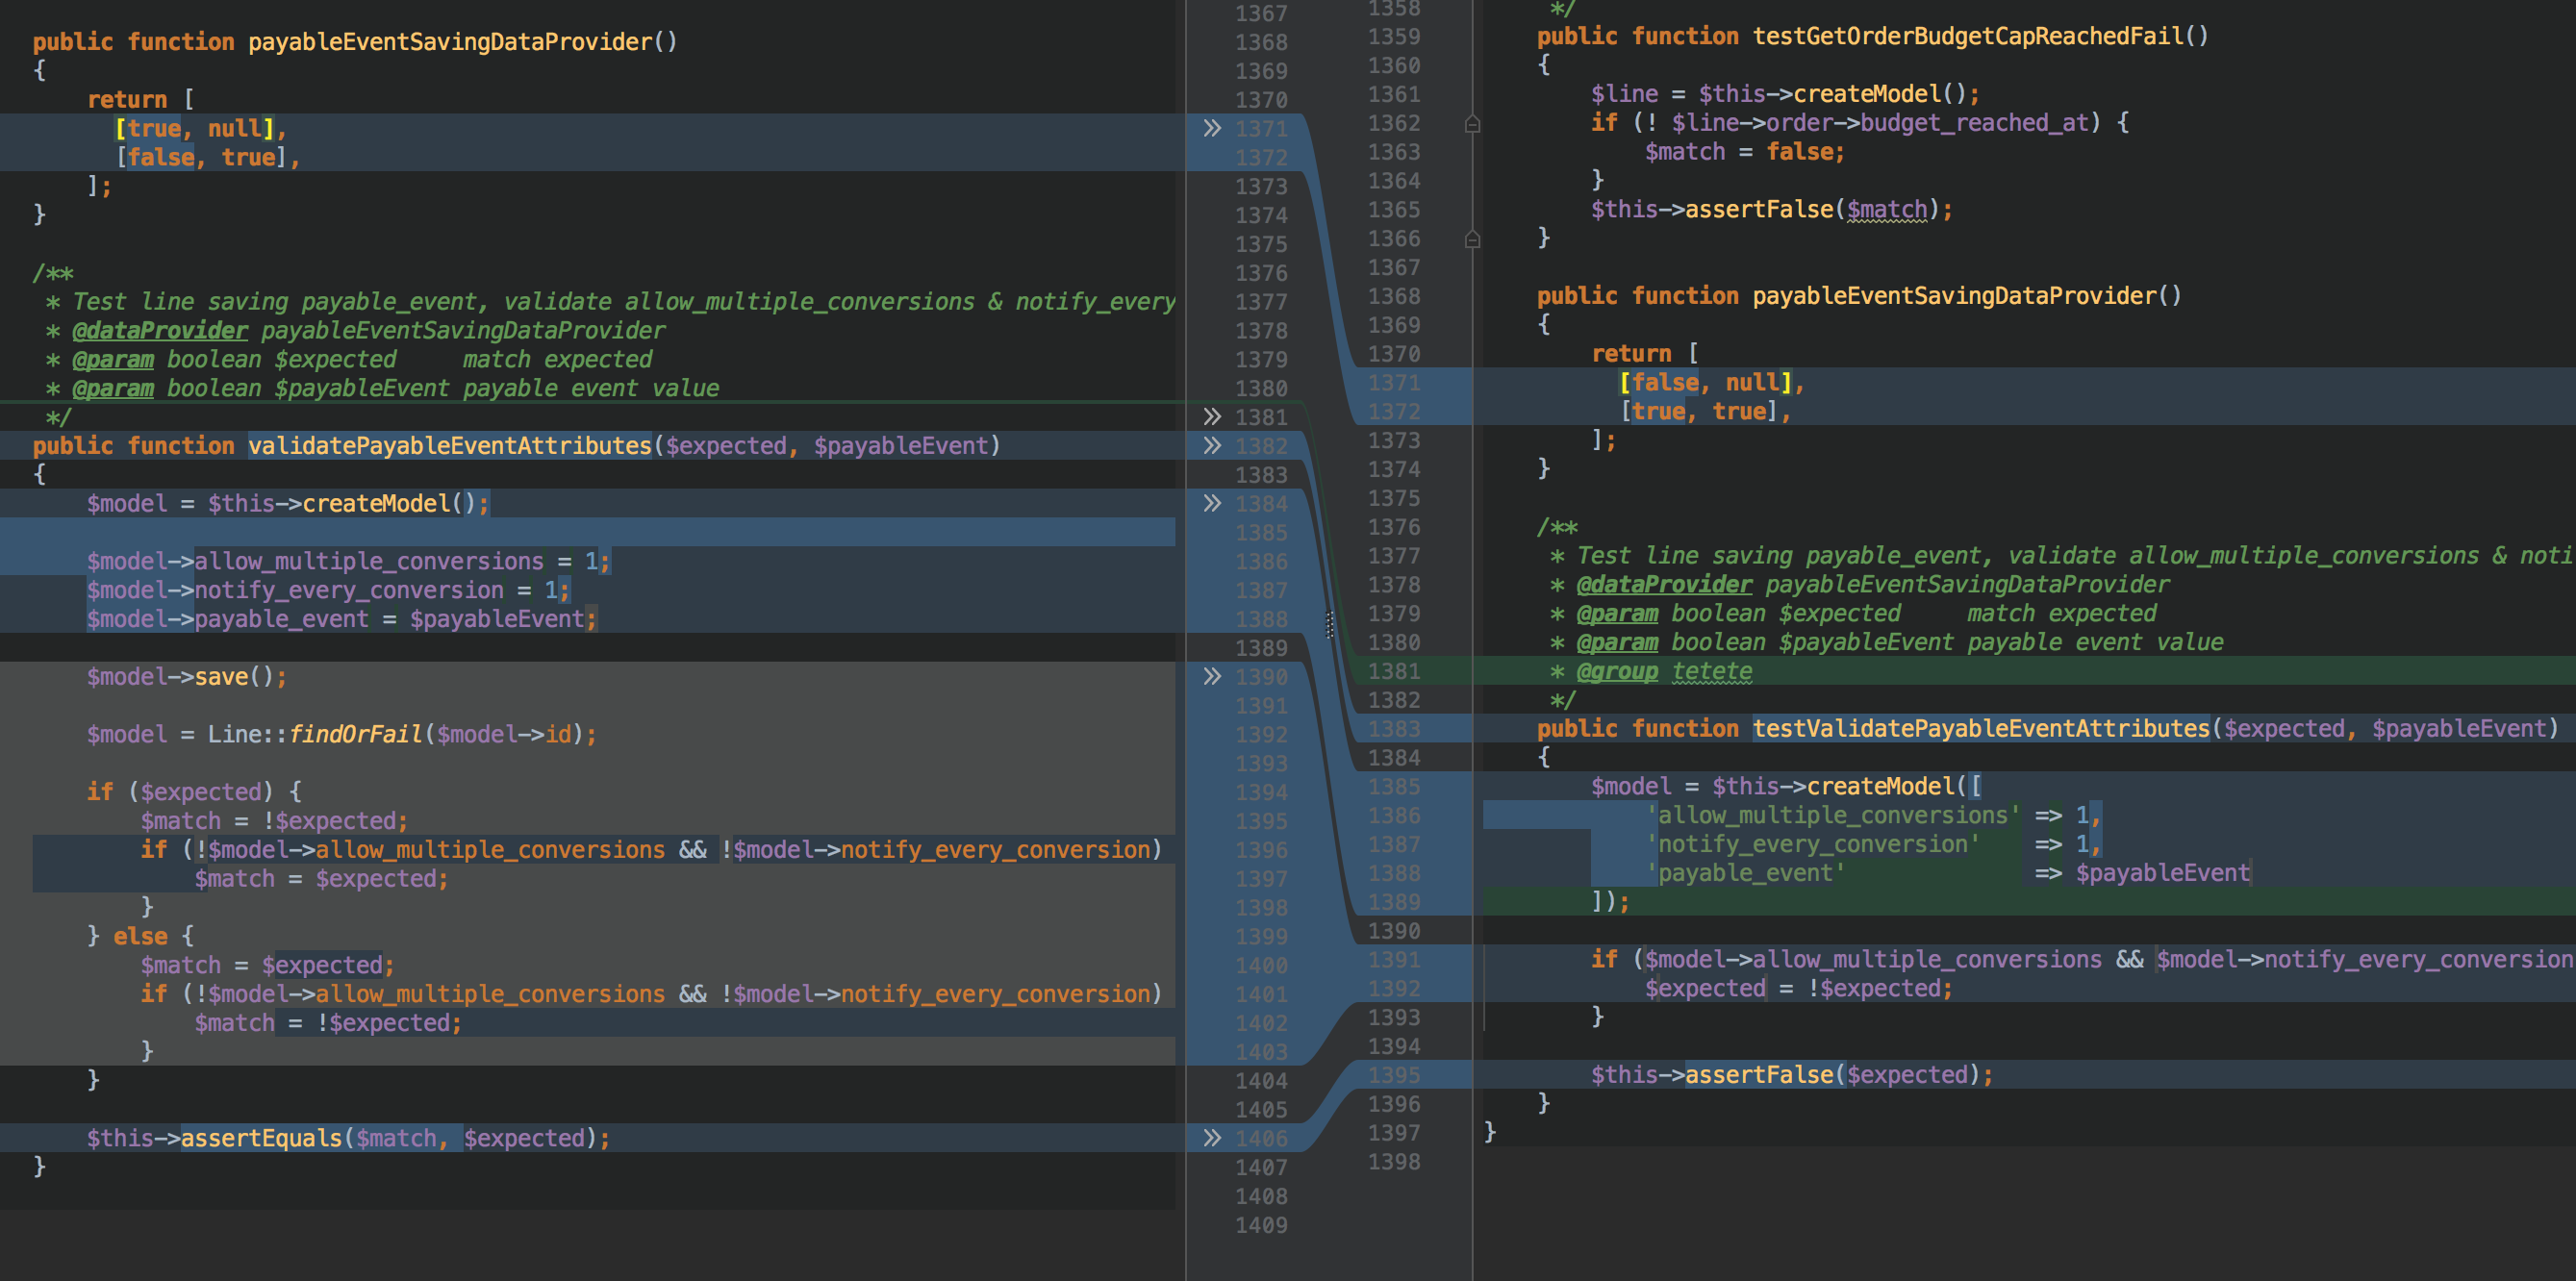 public function payableEventSavingDataProvider()
{
    return [
      [true, null],
      [false, true],
    ];
}

/**
 * Test line saving payable_event, validate allow_multiple_conversions & notify_every
 * @dataProvider payableEventSavingDataProvider
 * @param boolean $expected     match expected
 * @param boolean $payableEvent payable event value
 */
public function validatePayableEventAttributes($expected, $payableEvent)
{
    $model = $this->createModel();

    $model->allow_multiple_conversions = 1;
    $model->notify_every_conversion = 1;
    $model->payable_event = $payableEvent;

    $model->save();

    $model = Line::findOrFail($model->id);

    if ($expected) {
        $match = !$expected;
        if (!$model->allow_multiple_conversions && !$model->notify_every_conversion)
            $match = $expected;
        }
    } else {
        $match = $expected;
        if (!$model->allow_multiple_conversions && !$model->notify_every_conversion)
            $match = !$expected;
        }
    }

    $this->assertEquals($match, $expected);
}
1367
1368
1369
1370
1371
1372
1373
1374
1375
1376
1377
1378
1379
1380
1381
1382
1383
1384
1385
1386
1387
1388
1389
1390
1391
1392
1393
1394
1395
1396
1397
1398
1399
1400
1401
1402
1403
1404
1405
1406
1407
1408
1409
1358     */
1359    public function testGetOrderBudgetCapReachedFail()
1360    {
1361        $line = $this->createModel();
1362        if (! $line->order->budget_reached_at) {
1363            $match = false;
1364        }
1365        $this->assertFalse($match);
1366    }
1367
1368    public function payableEventSavingDataProvider()
1369    {
1370        return [
1371          [false, null],
1372          [true, true],
1373        ];
1374    }
1375
1376    /**
1377     * Test line saving payable_event, validate allow_multiple_conversions & noti
1378     * @dataProvider payableEventSavingDataProvider
1379     * @param boolean $expected     match expected
1380     * @param boolean $payableEvent payable event value
1381     * @group tetete
1382     */
1383    public function testValidatePayableEventAttributes($expected, $payableEvent)
1384    {
1385        $model = $this->createModel([
1386            'allow_multiple_conversions' => 1,
1387            'notify_every_conversion'    => 1,
1388            'payable_event'              => $payableEvent
1389        ]);
1390
1391        if ($model->allow_multiple_conversions && $model->notify_every_conversion
1392            $expected = !$expected;
1393        }
1394
1395        $this->assertFalse($expected);
1396    }
1397 }
1398